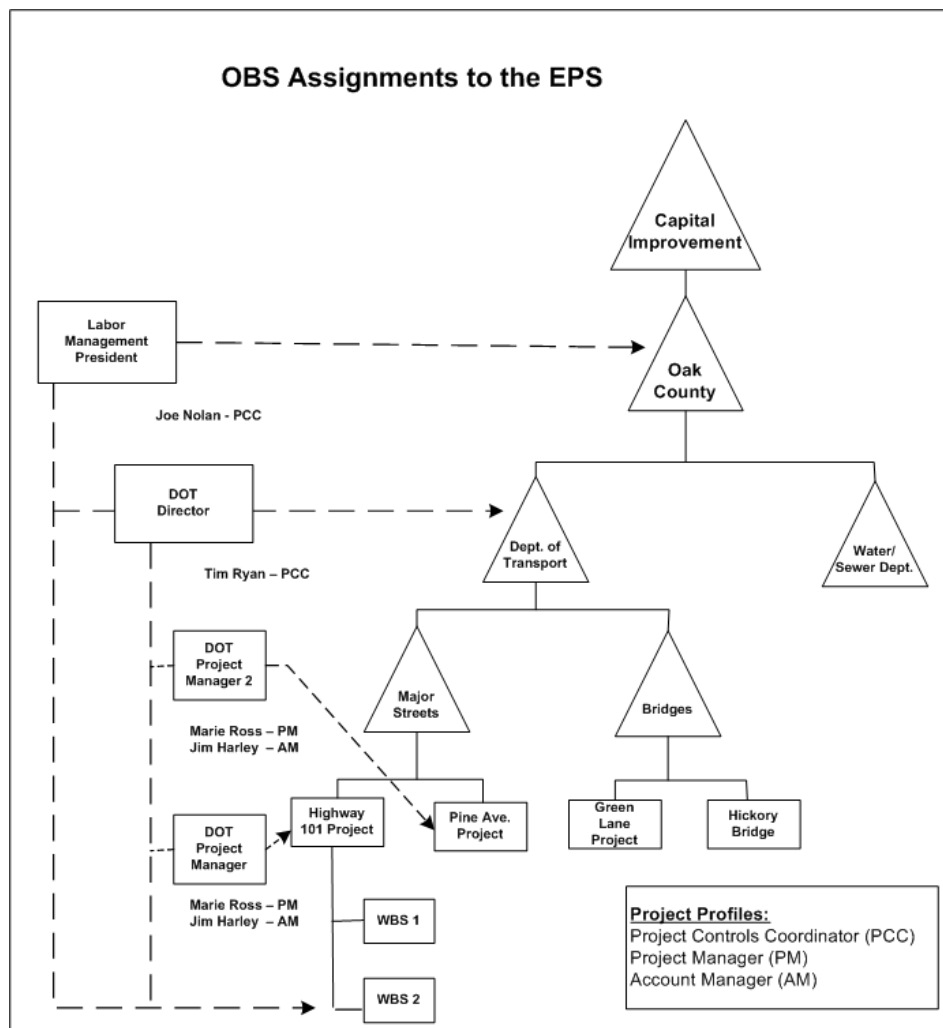 OBS Assignments to the EPS
Capital
Improvement
Labor
Management
President
Oak
County
Joe Nolan - PCC
DOT
Director
Dept. of
Transport
Water/
Sewer Dept.
Tim Ryan – PCC
DOT
Project
Manager 2
Major
Streets
Bridges
Marie Ross – PM
Jim Harley – AM
Highway
101 Project
Pine Ave.
Project
Green
Lane
Project
Hickory
Bridge
DOT
Project
Manager
Marie Ross – PM
Jim Harley – AM
WBS 1
WBS 2
Project Profiles:
Project Controls Coordinator (PCC)
Project Manager (PM)
Account Manager (AM)